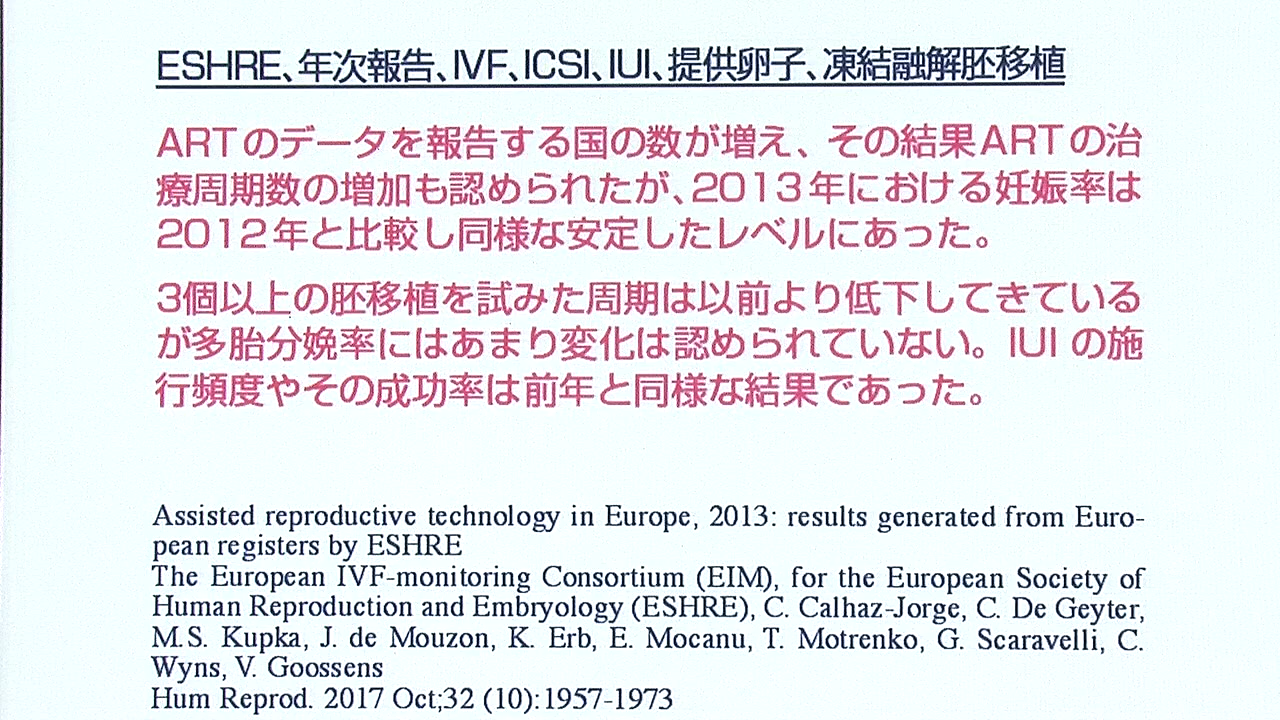 ESHRE、年次報告、IVF、ICSI、IUI、提供卵子、凍結融解胚移植
ARTのデータを報告する国の数が増え、その結果ARTの治
療周期数の増加も認められたが、2013年における妊娠率は
2012年と比較し同様な安定したレベルにあった。
3個以上の胚移植を試みた周期は以前より低下してきている
が多胎分娩率にはあまり変化は認められていない。IUIの施
行頻度やその成功率は前年と同様な結果であった。
Assisted reproductive technology in Europe, 2013: results generated from Euro-
pean registers by ESHRE
The European IVF-monitoring Consortium (EIM), for the European Society of
Human Reproduction and Embryology (ESHRE), C. Calhaz-Jorge, C. De Geyter,
M.S. Kupka, J. de Mouzon, K. Erb, E. Mocanu, T. Motrenko, G. Scaravelli, C.
Wyns, V. Goossens
Hum Reprod. 2017 Oct;32 (10):1957-1973